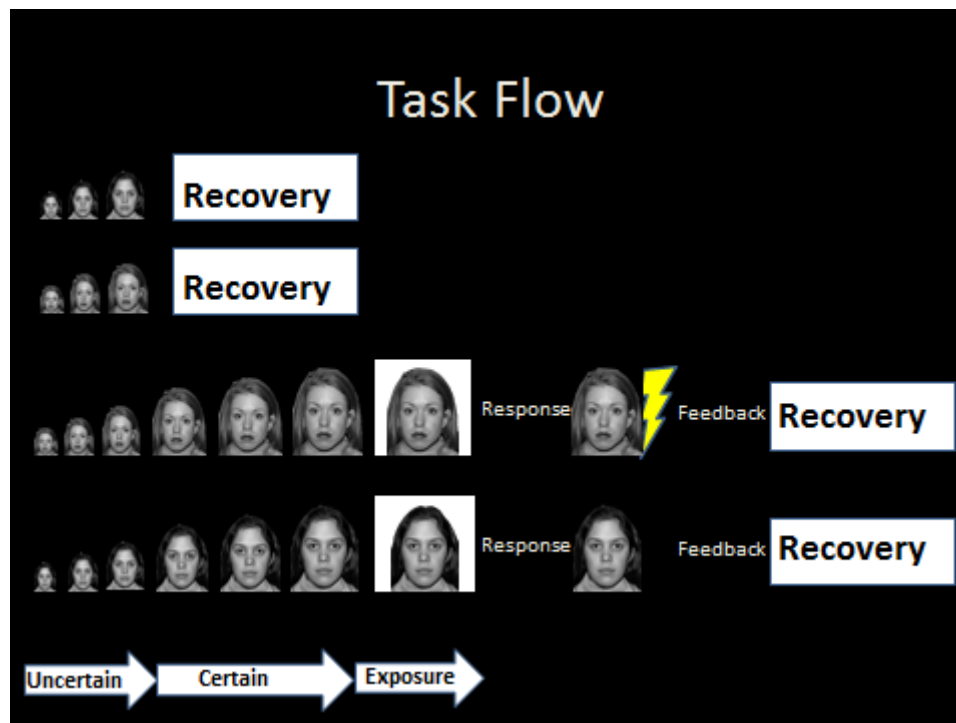 Task Flow
Recovery
Recovery
Response
Feedback
Recovery
Response
Feedback
Recovery
Uncertain
Certain
Exposure